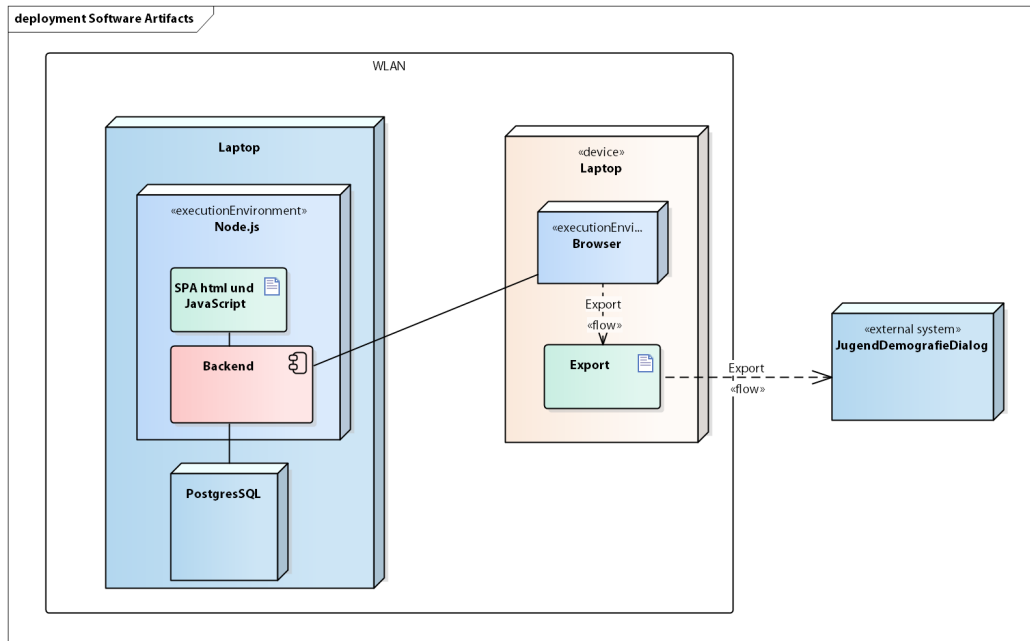 deployment Software Artifacts
WLAN
Laptop
«executionEnvironment»
Node.js
SPA html und
JavaScript
Backend
PostgresSQL
«device»
Laptop
«executionEnvi...
Browser
Export
«flow»
Export
Export
«flow»
«external system»
JugendDemografieDialog